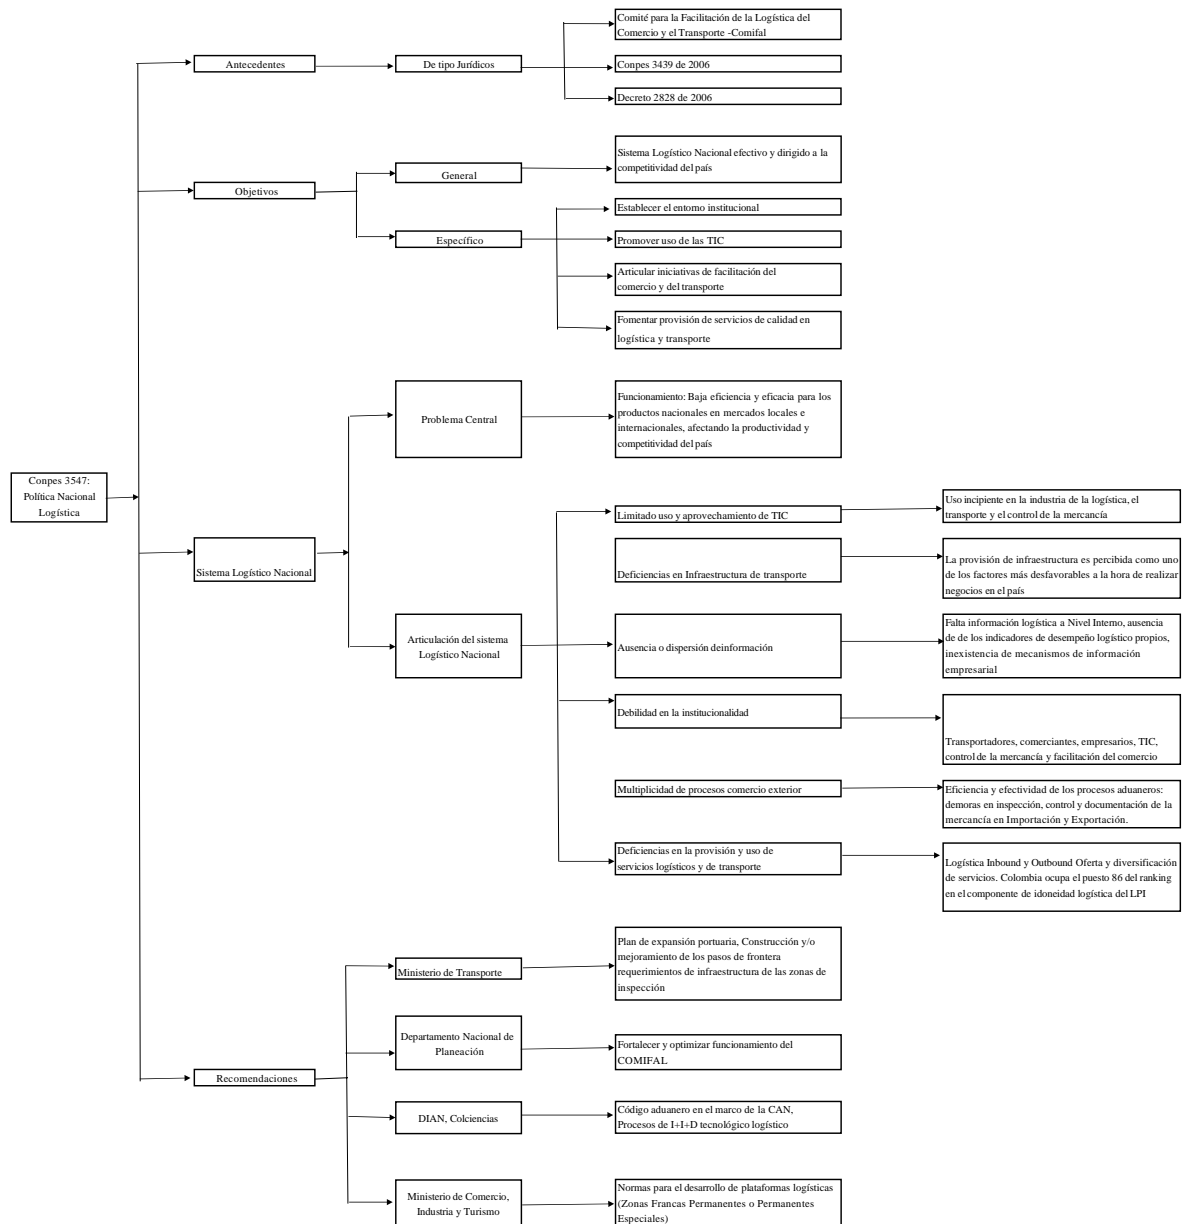 Comité para la Facilitación de la Logística del
Comercio y el Transporte -Comifal
Antecedentes
De tipo Jurídicos
Conpes 3439 de 2006
Decreto 2828 de 2006
Sistema Logístico Nacional efectivo y dirigido a la
competitividad del país
General
Objetivos
Establecer el entorno institucional
Específico
Promover uso de las TIC
Articular iniciativas de facilitación del
comercio y del transporte
Fomentar provisión de servicios de calidad en
logística y transporte
Problema Central
Funcionamiento: Baja eficiencia y eficacia para los
productos nacionales en mercados locales e
internacionales, afectando la productividad y
competitividad del país
Conpes 3547:
Política Nacional
Logística
Sistema Logístico Nacional
Limitado uso y aprovechamiento de TIC
Uso incipiente en la industria de la logística, el
transporte y el control de la mercancía
Deficiencias en Infraestructura de transporte
La provisión de infraestructura es percibida como uno
de los factores más desfavorables a la hora de realizar
negocios en el país
Articulación del sistema
Logístico Nacional
Ausencia o dispersión deinformación
Falta información logística a Nivel Interno, ausencia
de de los indicadores de desempeño logístico propios,
inexistencia de mecanismos de información
empresarial
Debilidad en la institucionalidad
Transportadores, comerciantes, empresarios, TIC,
control de la mercancía y facilitación del comercio
Multiplicidad de procesos comercio exterior
Eficiencia y efectividad de los procesos aduaneros:
demoras en inspección, control y documentación de la
mercancía en Importación y Exportación.
Deficiencias en la provisión y uso de
servicios logísticos y de transporte
Logística Inbound y Outbound Oferta y diversificación
de servicios. Colombia ocupa el puesto 86 del ranking
en el componente de idoneidad logística del LPI
Ministerio de Transporte
Plan de expansión portuaria, Construcción y/o
mejoramiento de los pasos de frontera
requerimientos de infraestructura de las zonas de
inspección
Departamento Nacional de
Planeación
Fortalecer y optimizar funcionamiento del
COMIFAL
Recomendaciones
DIAN, Colciencias
Código aduanero en el marco de la CAN,
Procesos de I+I+D tecnológico logístico
Ministerio de Comercio,
Industria y Turismo
Normas para el desarrollo de plataformas logísticas
(Zonas Francas Permanentes o Permanentes
Especiales)